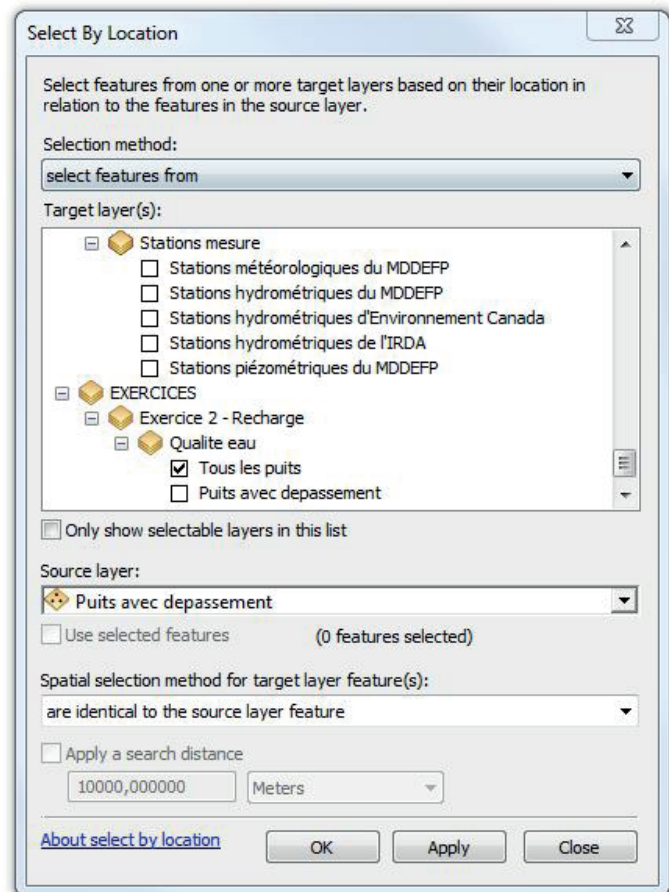 Select By Location
Select features from one or more target layers based on their location in
relation to the features in the source layer.
Selection method:
select features from
Target layer(s):
Stations mesure
Stations météorologiques du MDDEFP
Stations hydrométriques du MDDEFP
Stations hydrométriques d'Environnement Canada
Stations hydrométriques de l'IRDA
Stations piézométriques du MDDEFP
EXERCICES
Exercice 2 - Recharge
Qualite eau
Tous les puits
Puits avec depassement
Only show selectable layers in this list
Source layer:
Puits avec depassement
Use selected features (0 features selected)
Spatial selection method for target layer feature(s):
are identical to the source layer feature
Apply a search distance
10000,000000 Meters
About select by location OK Apply Close